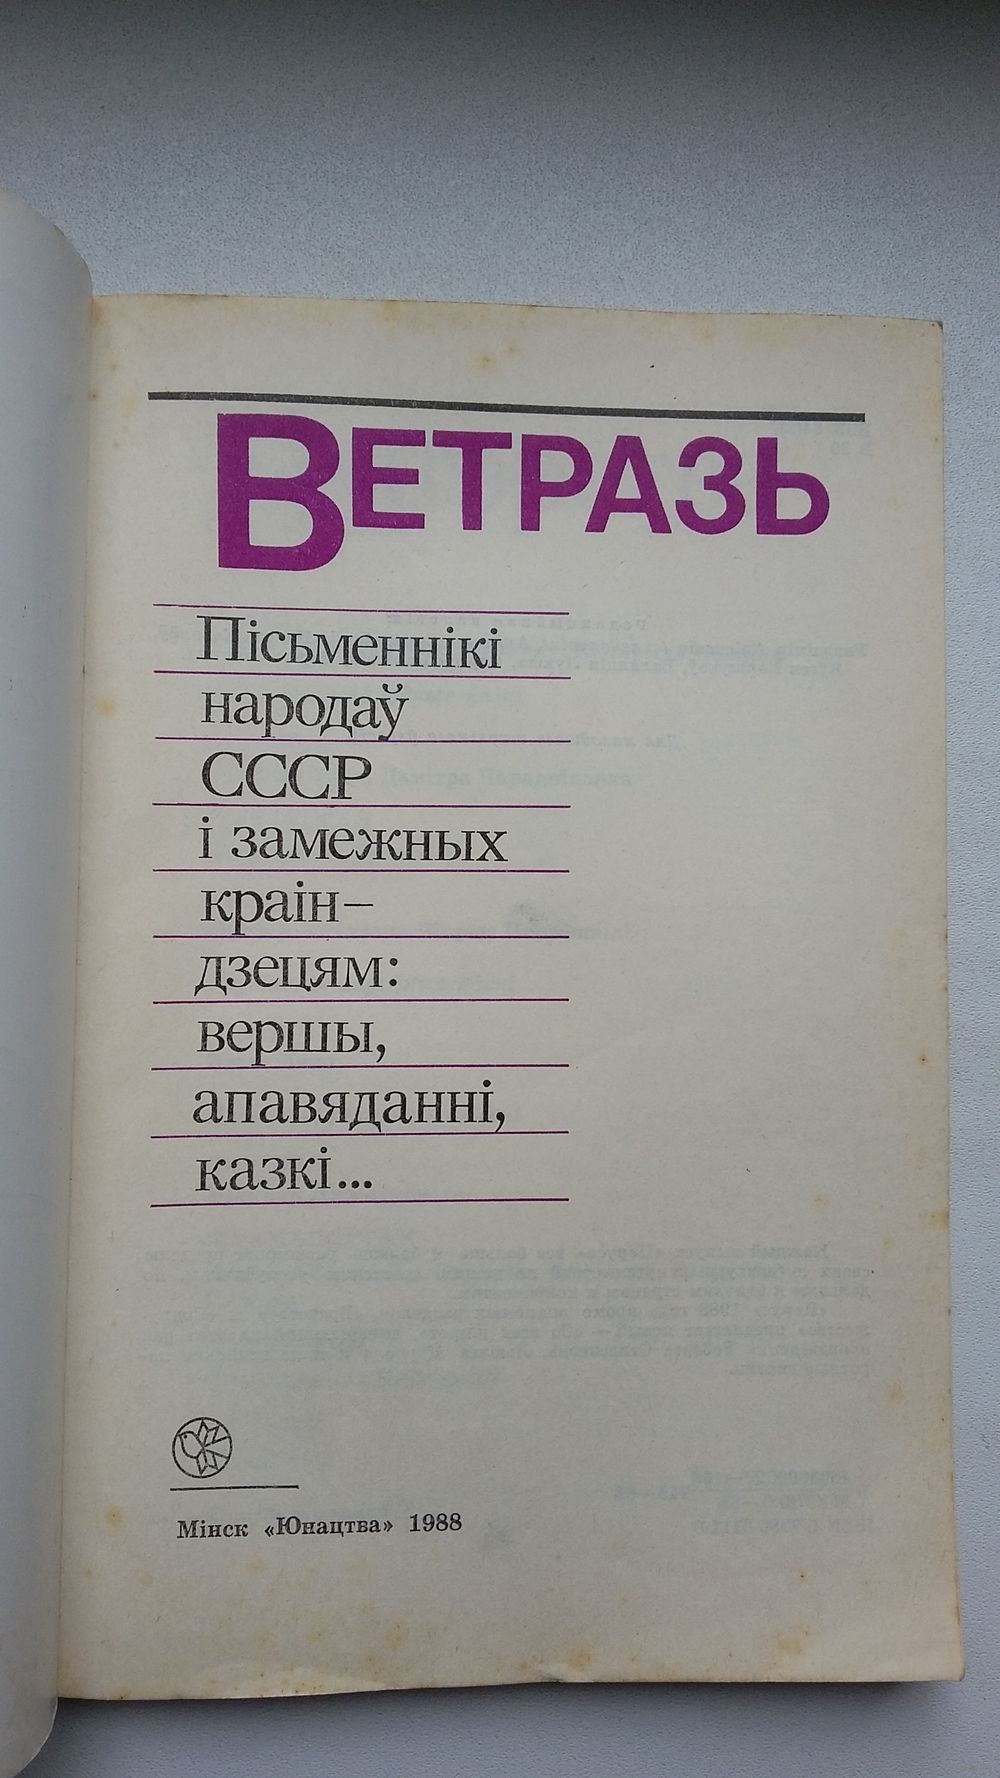 ВЕТРАЗЬ
Пісьменнікі
народаў
СССР
і замежных
краін–
дзецям:
вершы,
апавяданні,
казкі...
Мінск «Юнацтва» 1988